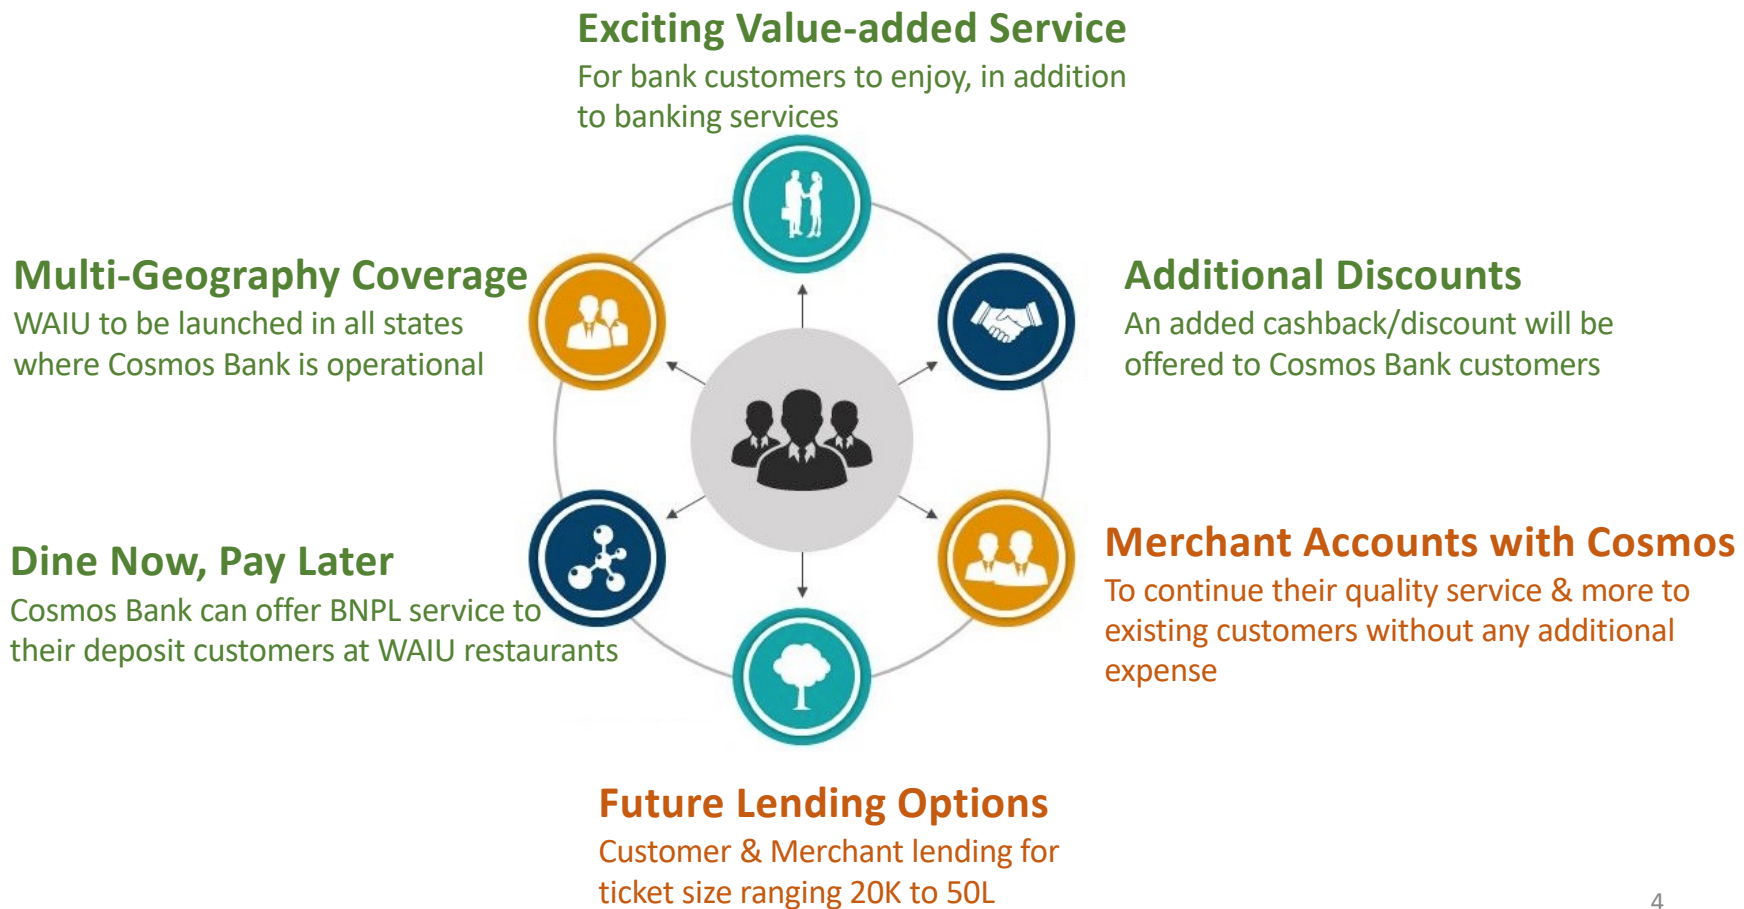 Exciting Value-added Service
For bank customers to enjoy, in addition
to banking services
Multi-Geography Coverage
WAIU to be launched in all states
where Cosmos Bank is operational
Additional Discounts
An added cashback/discount will be
offered to Cosmos Bank customers
Dine Now, Pay Later
Cosmos Bank can offer BNPL service to
their deposit customers at WAIU restaurants
Merchant Accounts with Cosmos
To continue their quality service & more to
existing customers without any additional
expense
Future Lending Options
Customer & Merchant lending for
ticket size ranging 20K to 50L
4